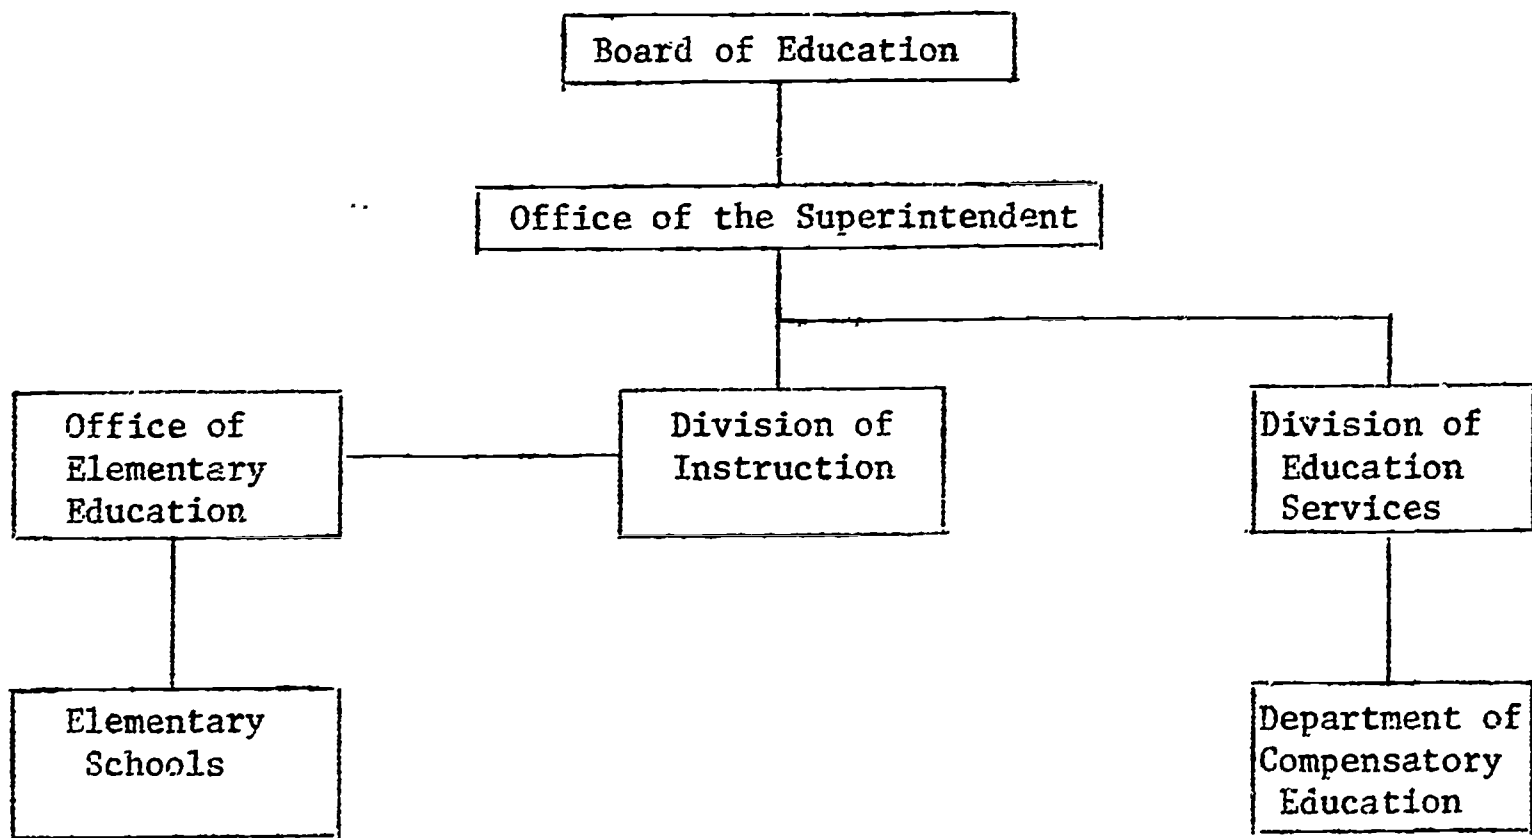 Board of Education
Office of the Superintendent
Office of
Elementary
Education
Division of
Instruction
Division of
Education
Services
Elementary
Schools
Department of
Compensatory
Education